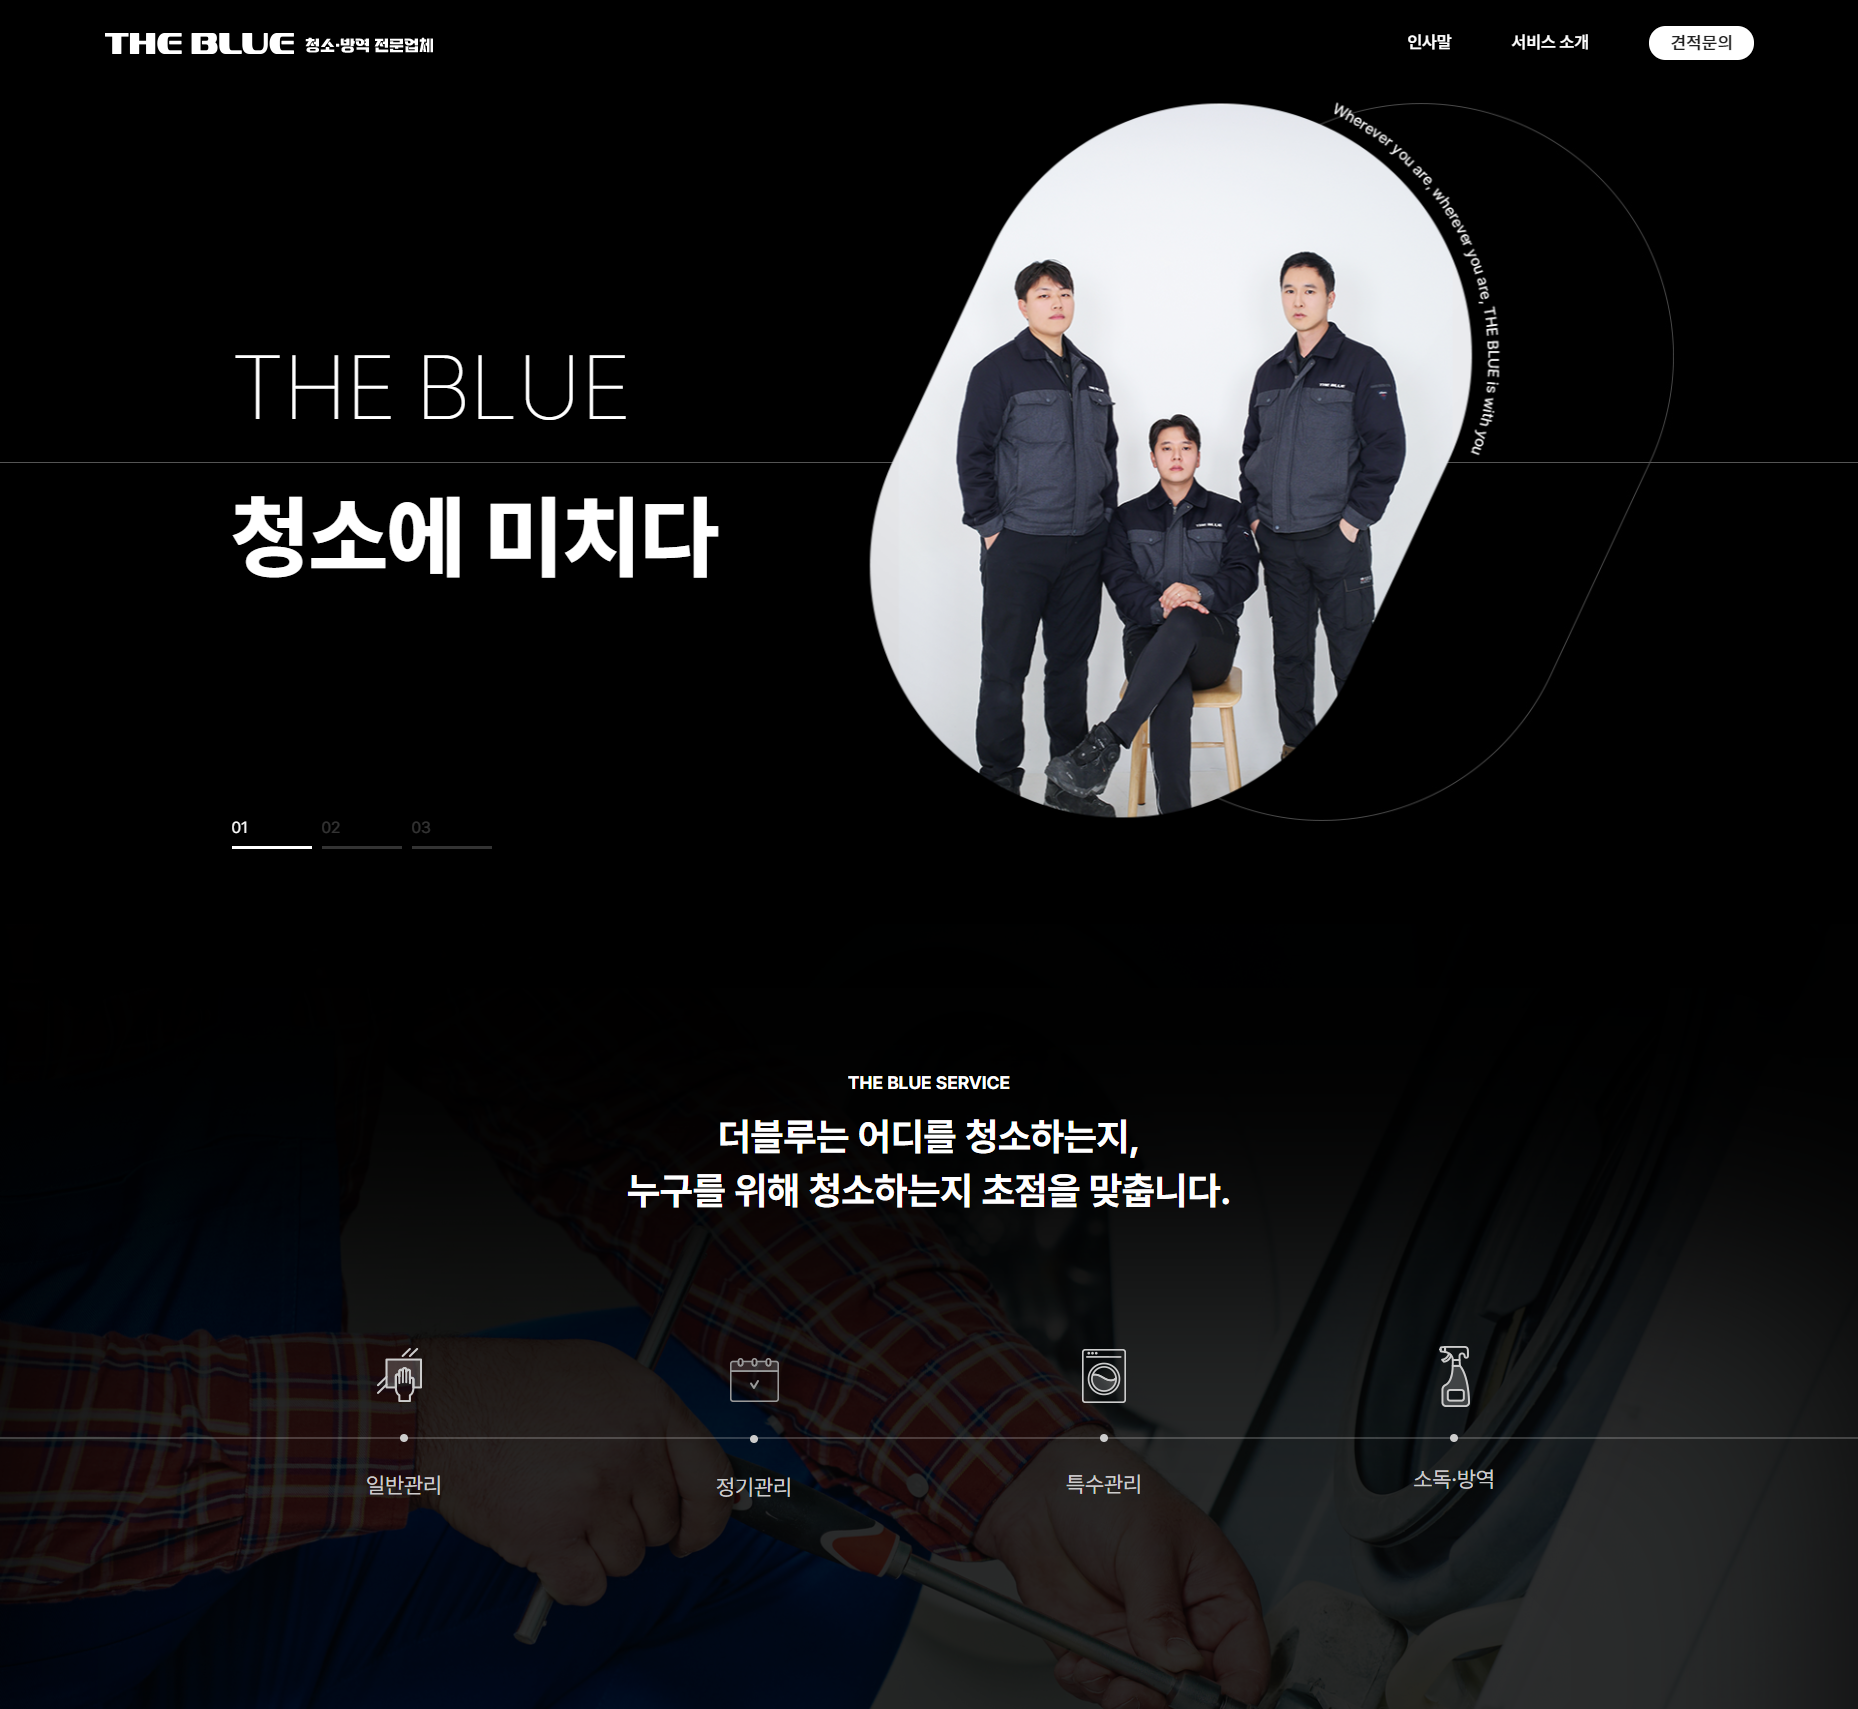 THE BLUE 청소·방역 전문업체
인사말
서비스 소개
견적문의
Wherever you are, wherever you are, THE BLUE is with you
THE BLUE
청소에 미치다
THE BLUE
THE BLUE
01
02
03
THE BLUE SERVICE
더블루는 어디를 청소하는지,
누구를 위해 청소하는지 초점을 맞춥니다.
일반관리
정기관리
특수관리
소독·방역